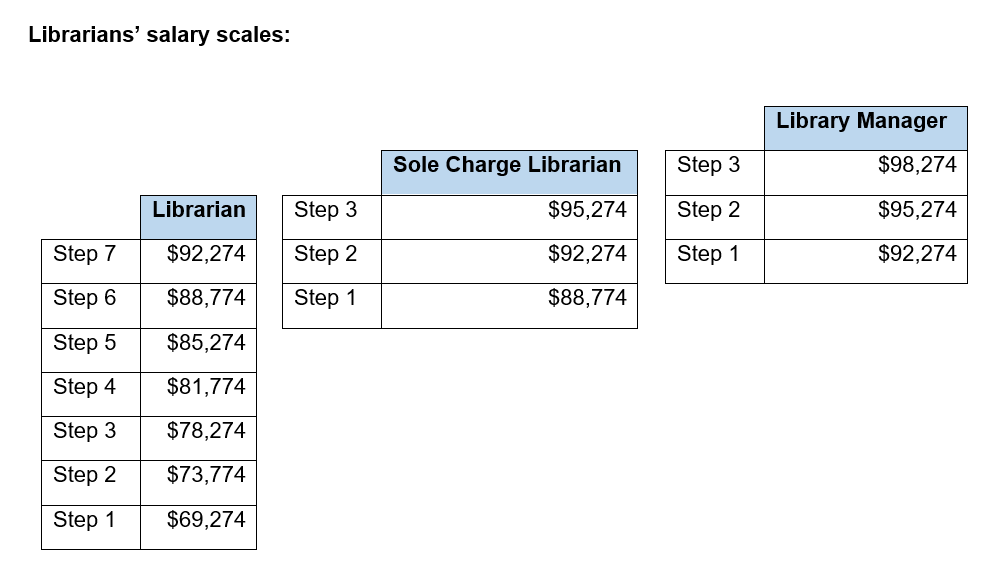 Librarians’ salary scales:
Librarian
Step 7 $92,274
Step 6 $88,774
Step 5 $85,274
Step 4 $81,774
Step 3 $78,274
Step 2 $73,774
Step 1 $69,274
Sole Charge Librarian
Step 3 $95,274
Step 2 $92,274
Step 1 $88,774
Library Manager
Step 3 $98,274
Step 2 $95,274
Step 1 $92,274